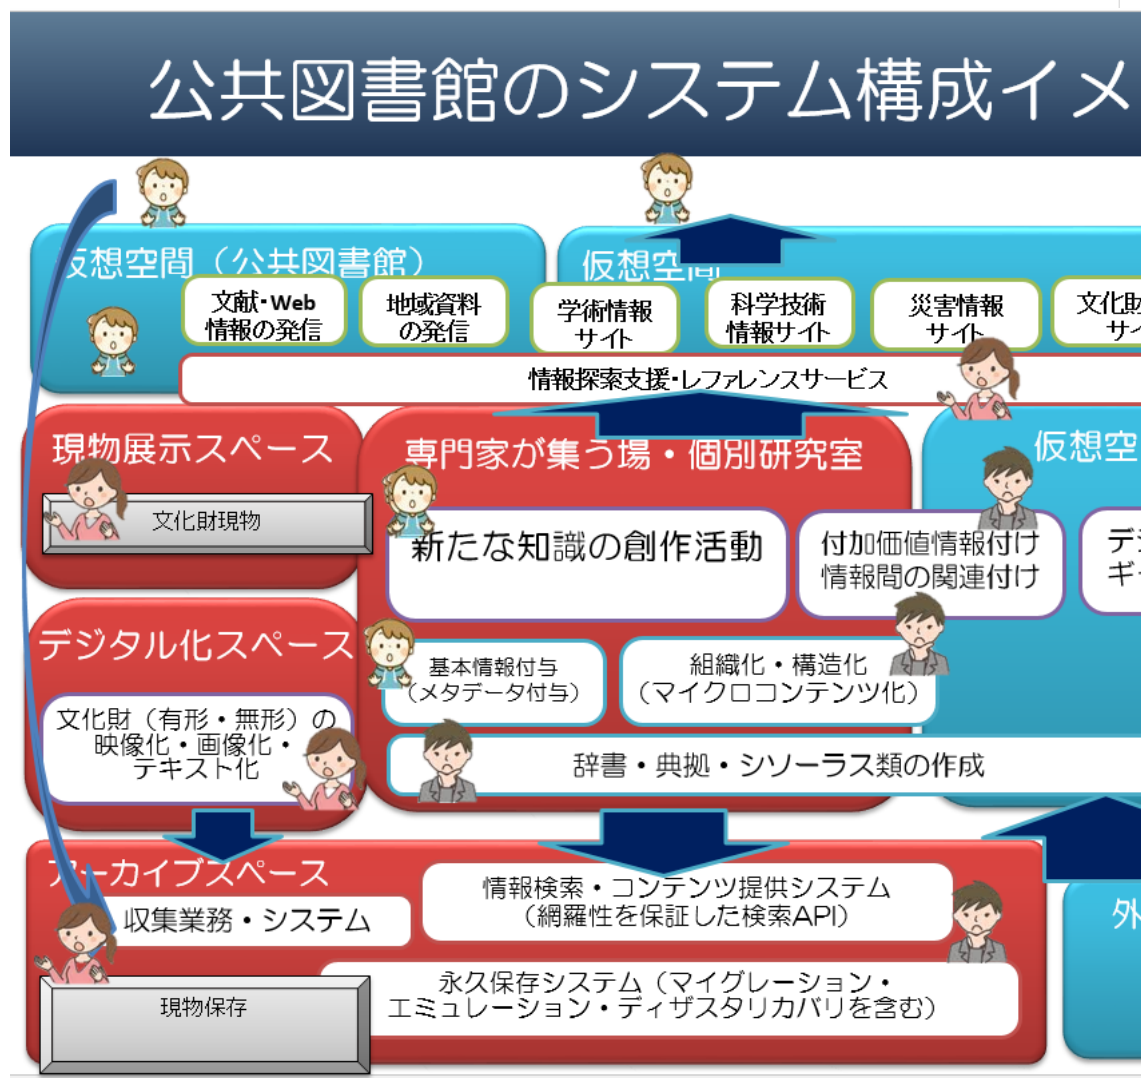 公共図書館のシステム構成イメ
仮想空間（公共図書館）
仮想空間
文献・Web
情報の発信
地域資料
の発信
学術情報
サイト
科学技術
情報サイト
災害情報
サイト
文化財
サイ
情報探索支援・レファレンスサービス
現物展示スペース
文化財現物
専門家が集う場・個別研究室
仮想空
新たな知識の創作活動
付加価値情報付け
情報間の関連付け
デジ
ギャ
デジタル化スペース
文化財（有形・無形）の
映像化・画像化・
テキスト化
基本情報付与
（メタデータ付与）
組織化・構造化
（マイクロコンテンツ化）
辞書・典拠・シソーラス類の作成
アーカイブスペース
収集業務・システム
情報検索・コンテンツ提供システム
（網羅性を保証した検索API）
外
現物保存
永久保存システム（マイグレーション・
エミュレーション・ディザスタリカバリを含む）